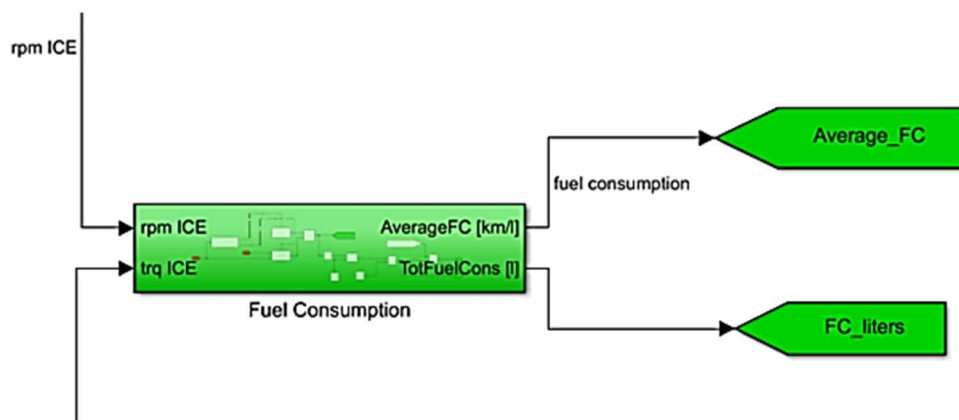 rpm ICE
Average_FC
fuel consumption
rpm ICE
AverageFC [km/l]
trq ICE
TotFuelCons [l]
Fuel Consumption
FC_liters